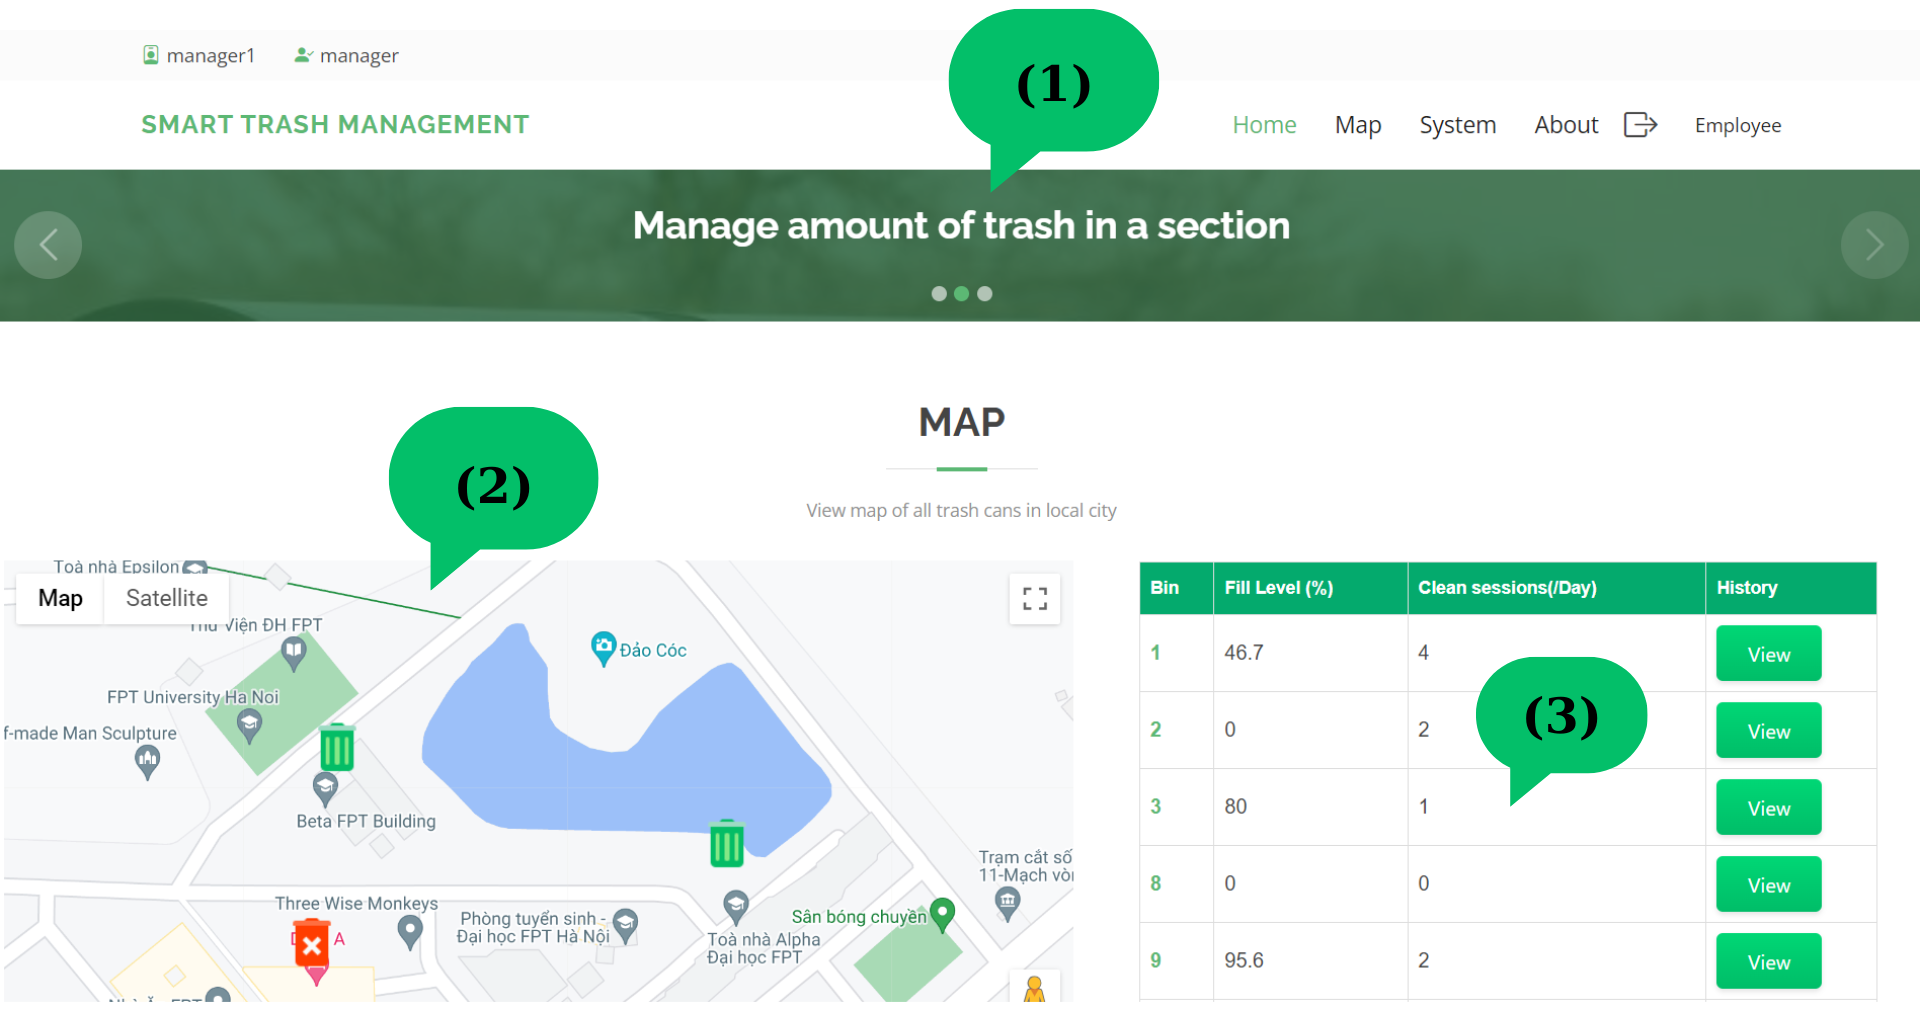 manager1 manager
(1)
SMART TRASH MANAGEMENT
Home Map System About Employee
Manage amount of trash in a section
MAP
(2)
View map of all trash cans in local city
Toà nhà Epsilon
Map Satellite
Thư Viện ĐH FPT
Đảo Cóc
FPT University Ha Noi
f-made Man Sculpture
Beta FPT Building
Trạm cắt số
11-Mạch vòi
Three Wise Monkeys
Phòng tuyển sinh -
Đại học FPT Hà Nội
Sân bóng chuyền
Toà nhà Alpha
Đại học FPT
A
Bin Fill Level (%) Clean sessions(/Day) History
1 46.7 4 View
(3)
2 0 2 View
3 80 1 View
8 0 0 View
9 95.6 2 View